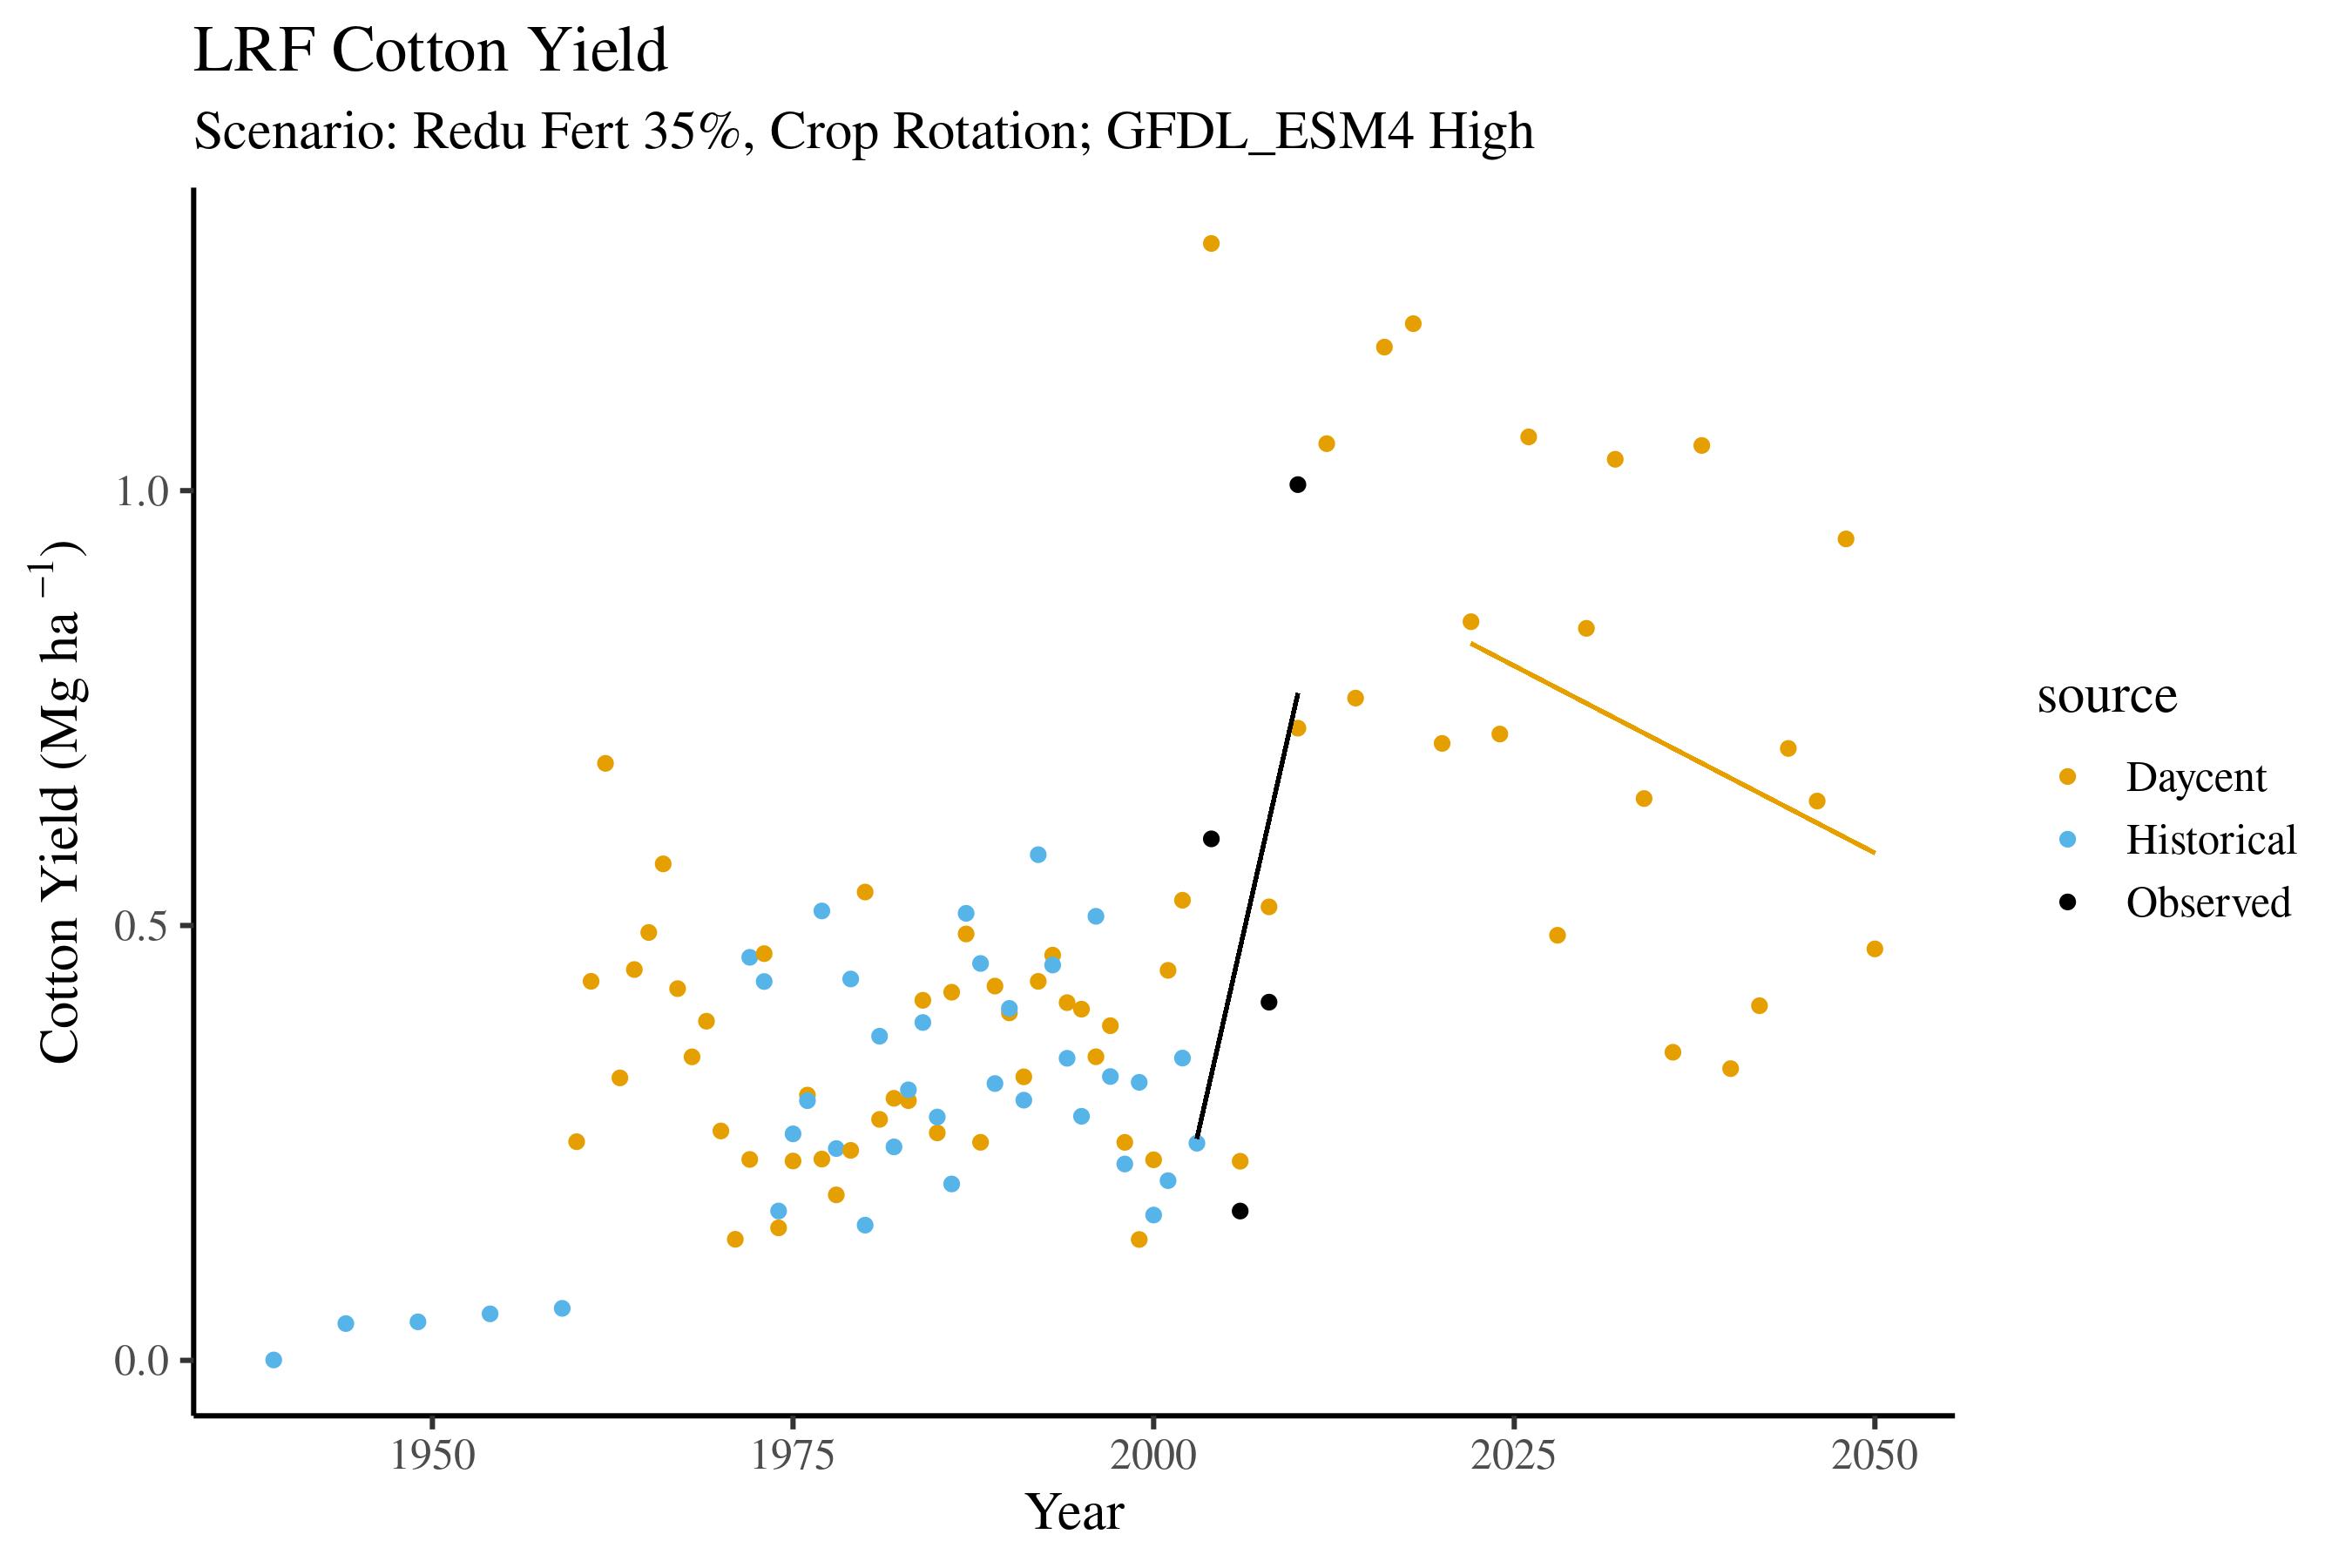 LRF Cotton Yield
Scenario: Redu Fert 35%, Crop Rotation; GFDL_ESM4 High
Cotton Yield (Mg ha⁻¹)
1.0
0.5
0.0
1950 1975 2000 2025 2050
Year
source
Daycent
Historical
Observed